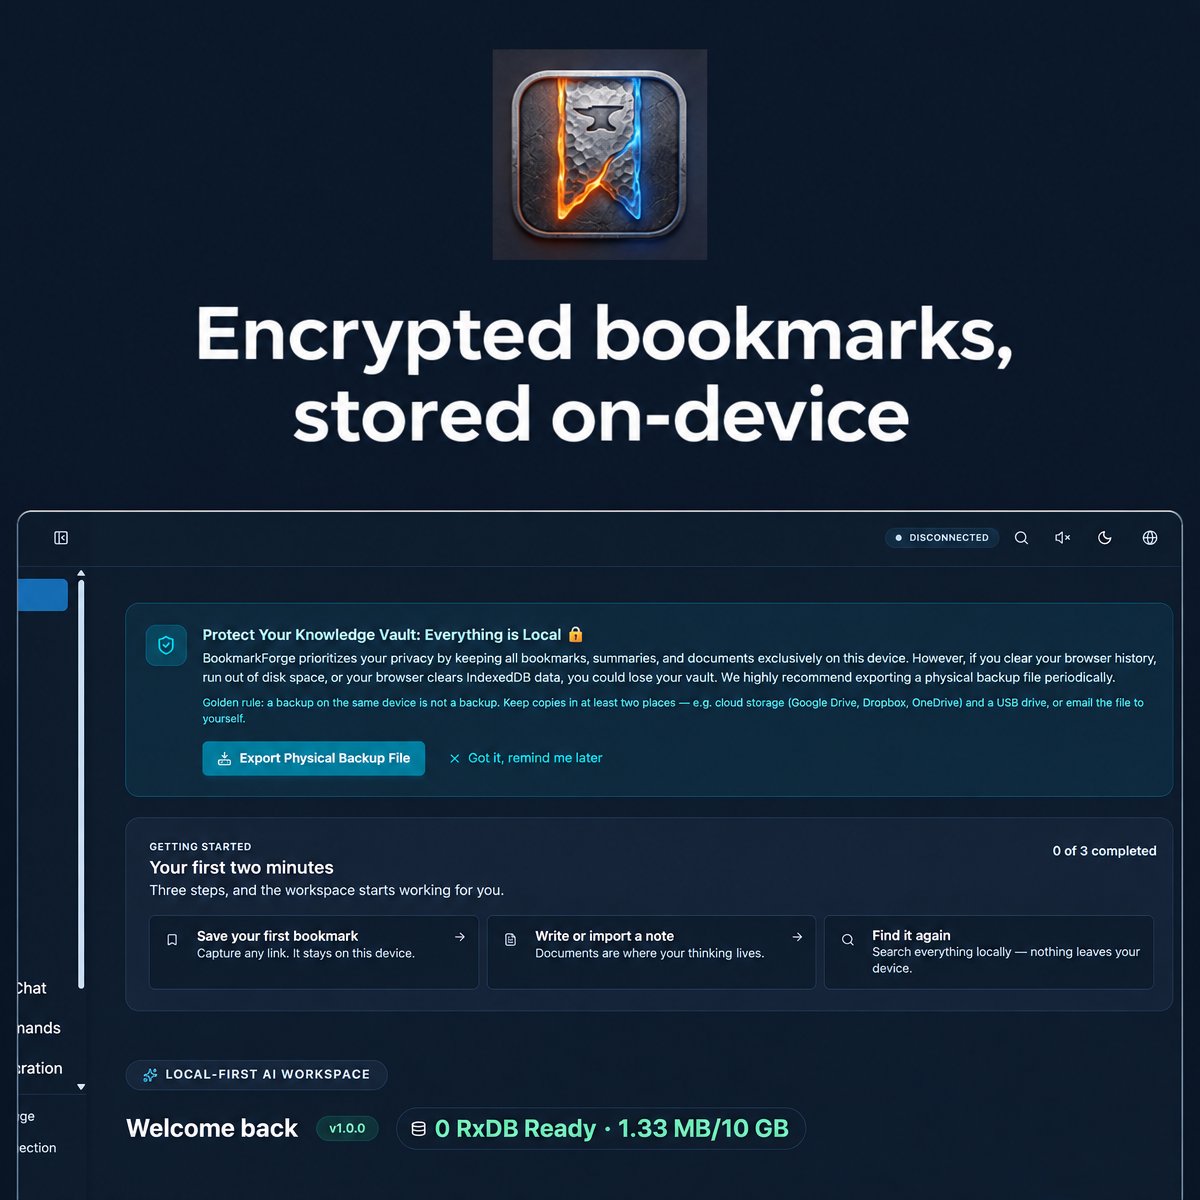 Encrypted bookmarks,
stored on-device
DISCONNECTED
Protect Your Knowledge Vault: Everything is Local 🔒
BookmarkForge prioritizes your privacy by keeping all bookmarks, summaries, and documents exclusively on this device. However, if you clear your browser history,
run out of disk space, or your browser clears IndexedDB data, you could lose your vault. We highly recommend exporting a physical backup file periodically.
Golden rule: a backup on the same device is not a backup. Keep copies in at least two places — e.g. cloud storage (Google Drive, Dropbox, OneDrive) and a USB drive, or email the file to
yourself.
Export Physical Backup File
Got it, remind me later
GETTING STARTED
0 of 3 completed
Your first two minutes
Three steps, and the workspace starts working for you.
Save your first bookmark
Capture any link. It stays on this device.
Write or import a note
Documents are where your thinking lives.
Find it again
Search everything locally — nothing leaves your
device.
Chat
mands
ration
ge
ection
LOCAL-FIRST AI WORKSPACE
Welcome back
v1.0.0
0 RxDB Ready · 1.33 MB/10 GB